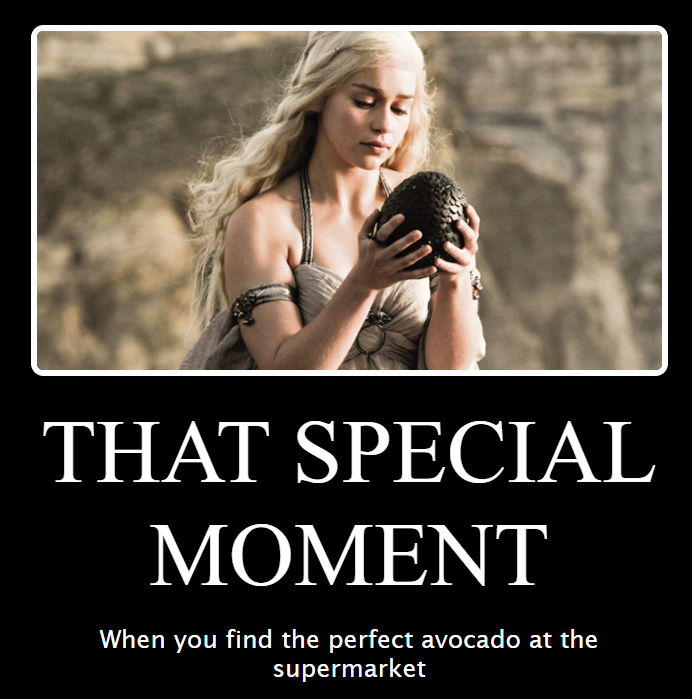 THAT SPECIAL
MOMENT
When you find the perfect avocado at the
supermarket